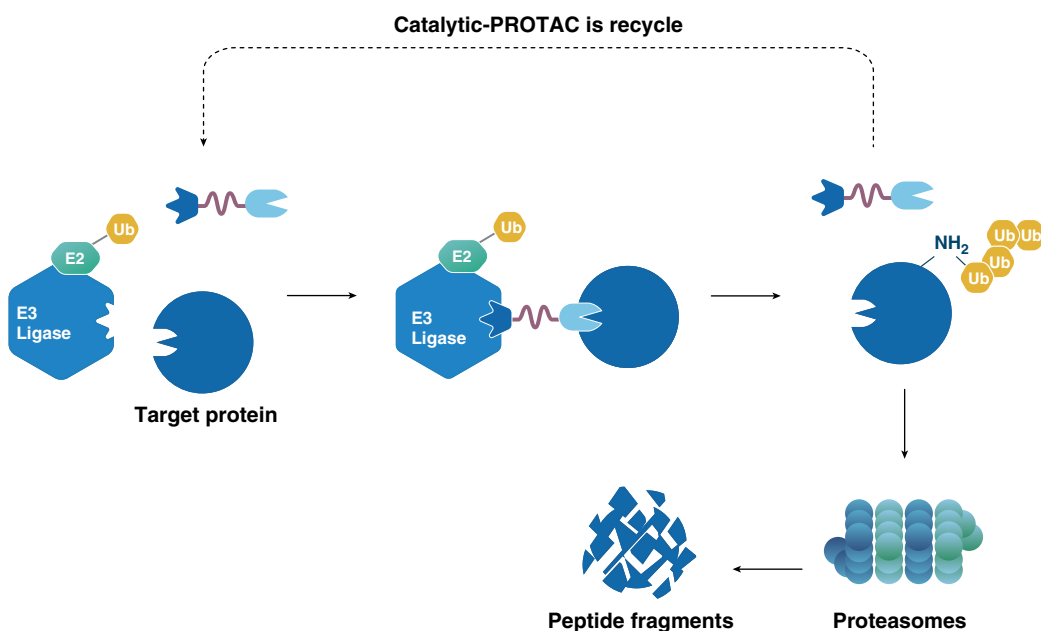 Catalytic-PROTAC is recycle
Ub
E2
E3
Ligase
Target protein
Ub
E2
E3
Ligase
NH2
Ub
Ub
Ub
Ub
Peptide fragments
Proteasomes